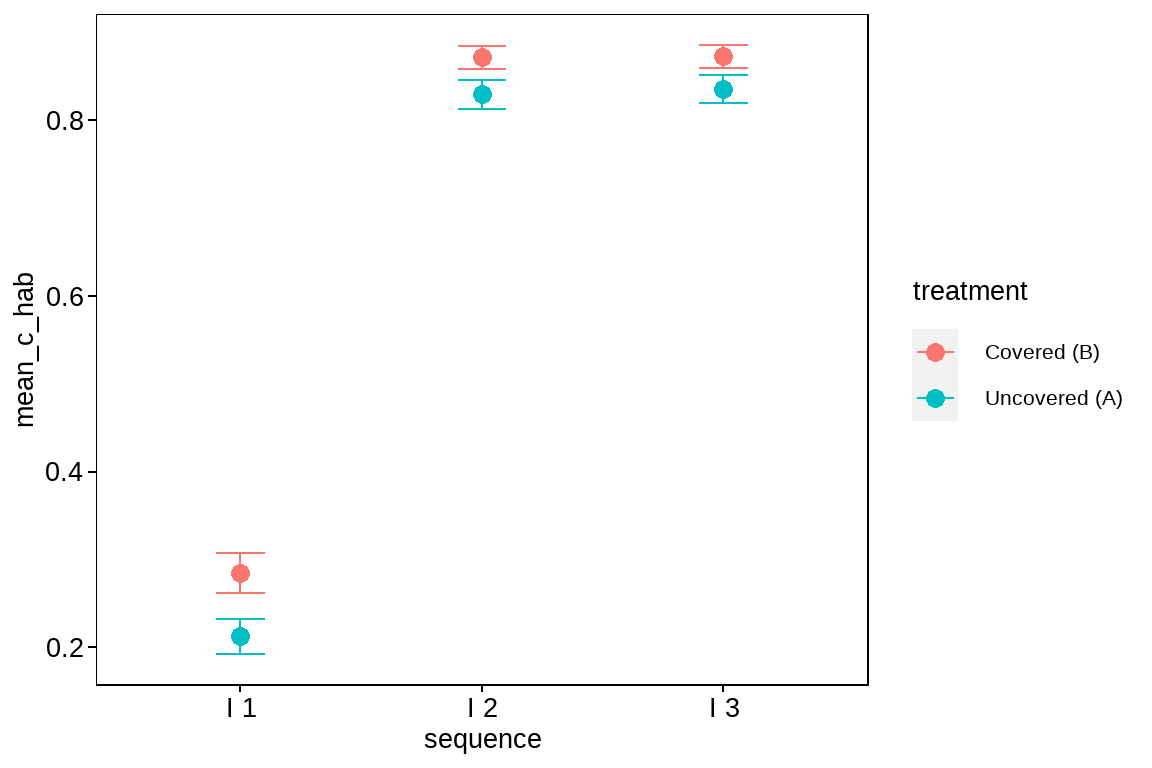 0.8
0.6
0.4
0.2
mean_c_hab
I 1
I 2
I 3
sequence
treatment
Covered (B)
Uncovered (A)